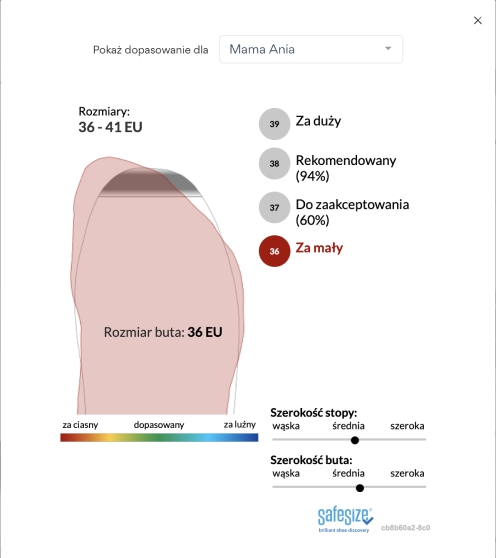 ×
Pokaż dopasowanie dla
Mama Ania
Rozmiary:
36 - 41 EU
39 Za duży
38 Rekomendowany
(94%)
37 Do zaakceptowania
(60%)
36 Za mały
Rozmiar buta: 36 EU
za ciasny dopasowany za luźny
Szerokość stopy:
wąska średnia szeroka
Szerokość buta:
wąska średnia szeroka
safesize
brilliant shoe discovery
cb8b60a2-8c0